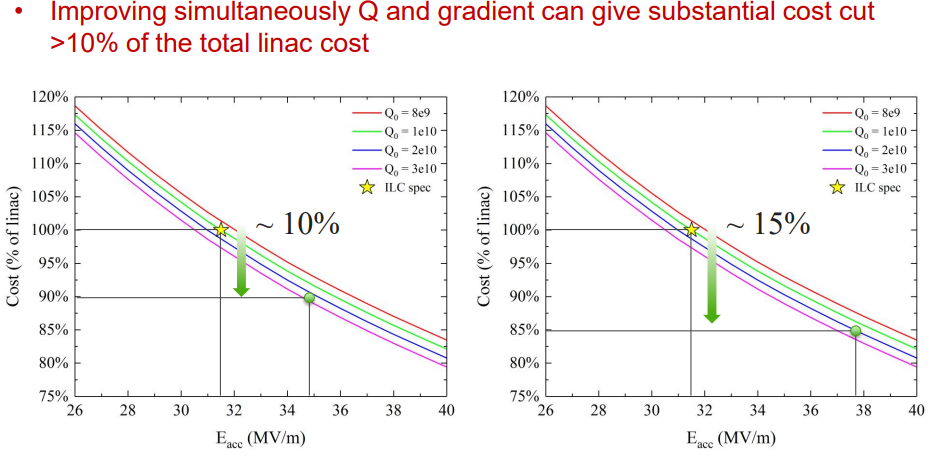 • Improving simultaneously Q and gradient can give substantial cost cut
>10% of the total linac cost
120%
115%
110%
105%
100%
95%
90%
85%
80%
75%
Cost (% of linac)
Q₀ = 8e9
Q₀ = 1e10
Q₀ = 2e10
Q₀ = 3e10
ILC spec
~ 10%
26 28 30 32 34 36 38 40
Eacc (MV/m)
120%
115%
110%
105%
100%
95%
90%
85%
80%
75%
Cost (% of linac)
Q₀ = 8e9
Q₀ = 1e10
Q₀ = 2e10
Q₀ = 3e10
ILC spec
~ 15%
26 28 30 32 34 36 38 40
Eacc (MV/m)